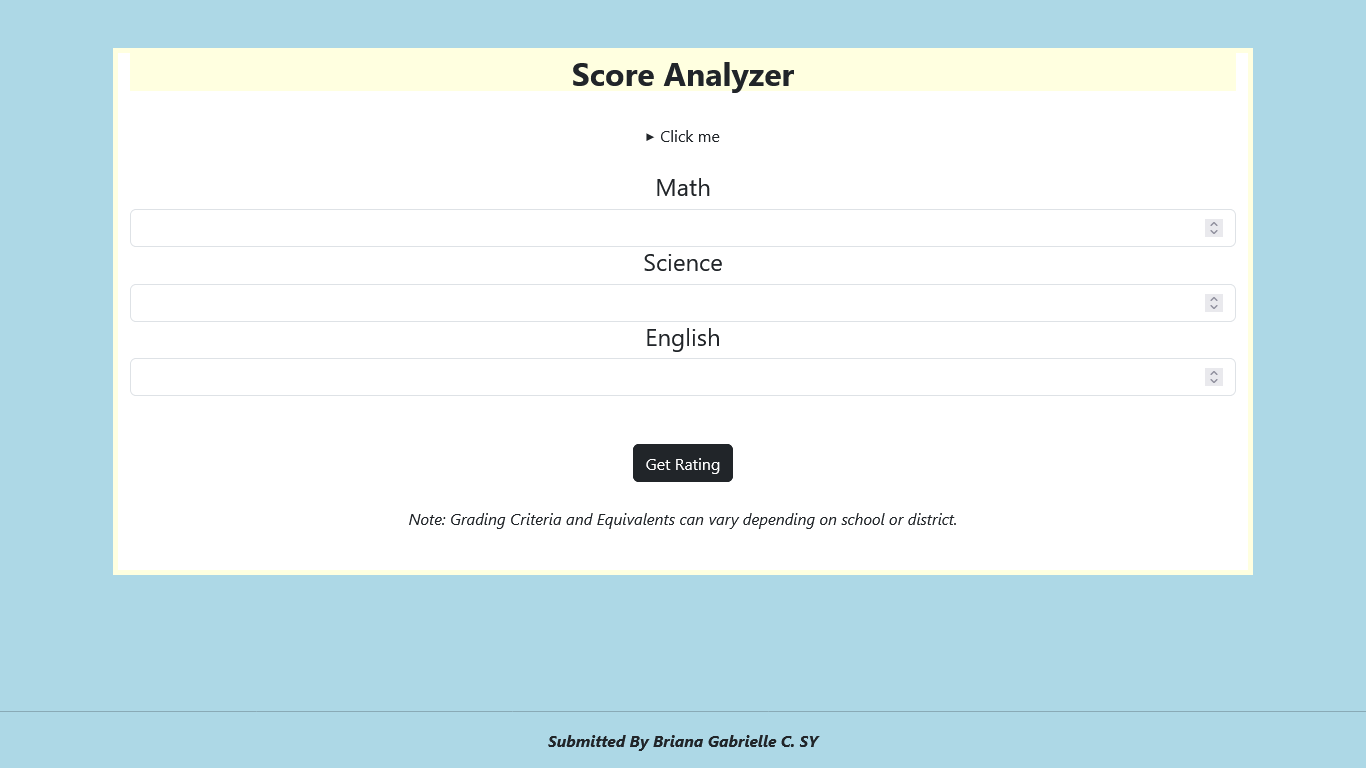 Score Analyzer
▸ Click me
Math
Science
English
Get Rating
Note: Grading Criteria and Equivalents can vary depending on school or district.
Submitted By Briana Gabrielle C. SY